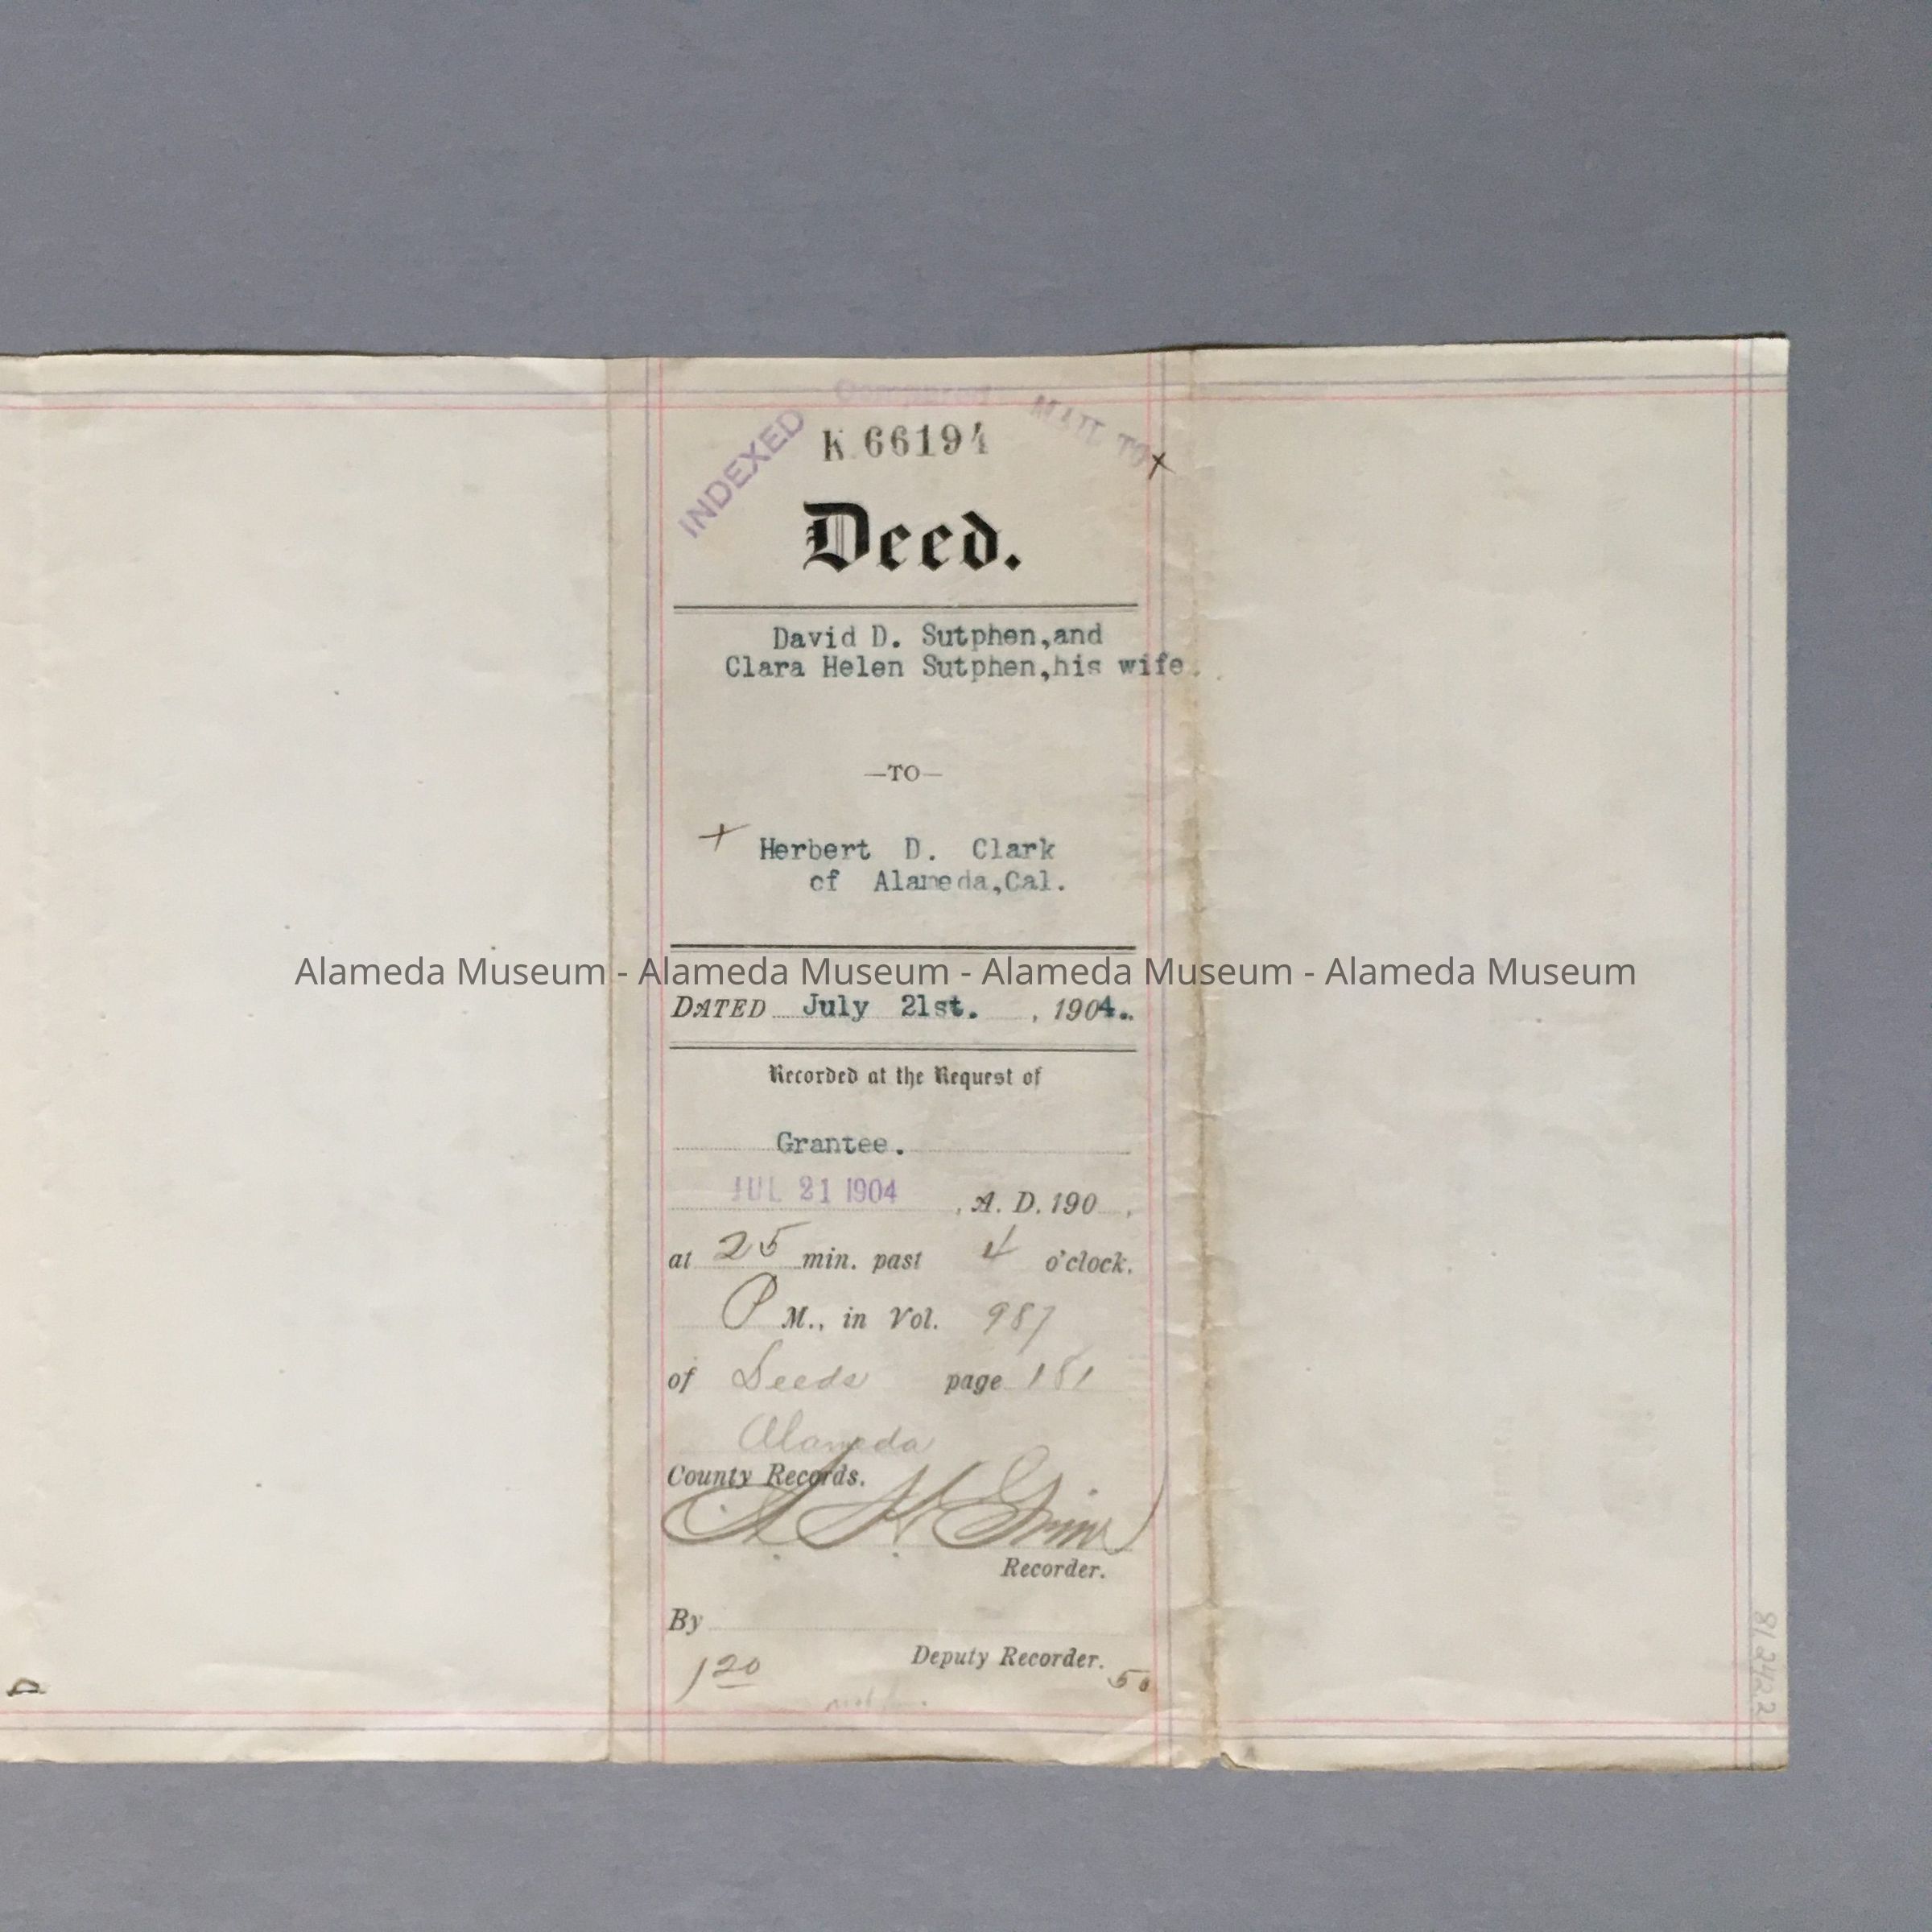 INDEXED
Compared
MAIL TO
x
K 66194
Deed.
David D. Sutphen,and
Clara Helen Sutphen,his wife.
—TO—
x Herbert D. Clark
of Alameda,Cal.
Alameda Museum - Alameda Museum - Alameda Museum - Alameda Museum
DATED July 21st. , 1904.
Recorded at the Request of
Grantee.
JUL 21 1904 , A. D. 190 ,
at 25 min. past 4 o'clock.
P M., in Vol. 987
of Deeds page 181
Alameda
County Records.
Recorder.
By
Deputy Recorder.
1 20
50